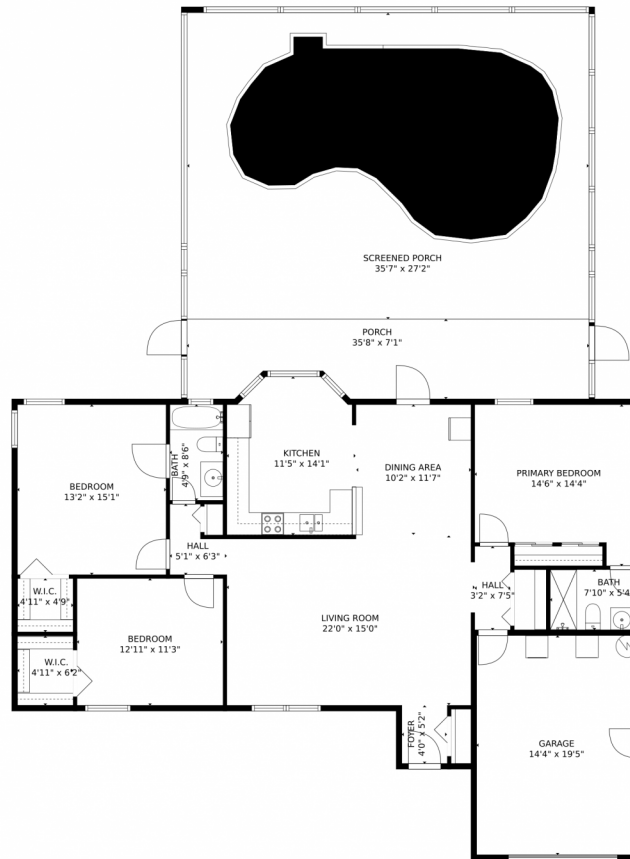 SCREENED PORCH
35'7" x 27'2"
PORCH
35'8" x 7'1"
KITCHEN
11'5" x 14'1"
DINING AREA
10'2" x 11'7"
PRIMARY BEDROOM
14'6" x 14'4"
BEDROOM
13'2" x 15'1"
BATH
4'9" x 8'6"
HALL
5'1" x 6'3"
W.I.C.
4'11" x 4'9"
HALL
3'2" x 7'5"
BATH
7'10" x 5'4"
LIVING ROOM
22'0" x 15'0"
BEDROOM
12'11" x 11'3"
W.I.C.
4'11" x 6'2"
FOYER
4'0" x 5'2"
GARAGE
14'4" x 19'5"